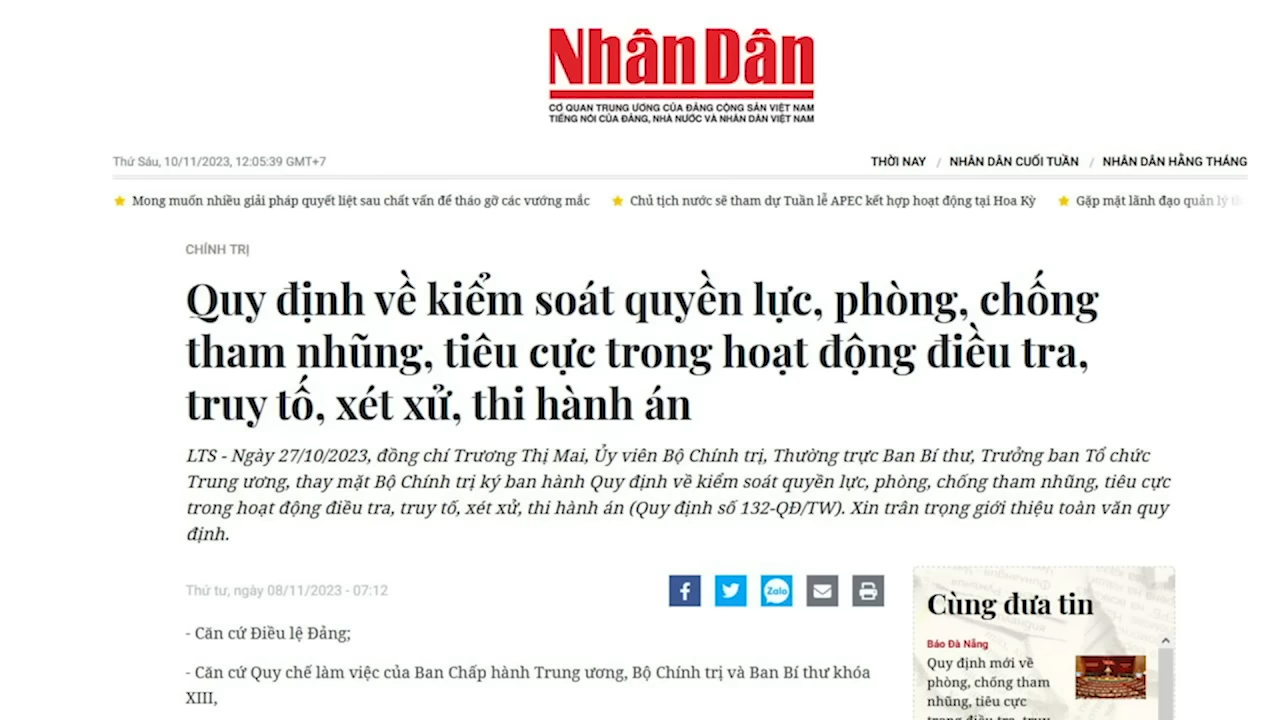 Nhân Dân
CƠ QUAN TRUNG ƯƠNG CỦA ĐẢNG CỘNG SẢN VIỆT NAM
TIẾNG NÓI CỦA ĐẢNG, NHÀ NƯỚC VÀ NHÂN DÂN VIỆT NAM
Thứ Sáu, 10/11/2023, 12:05:39 GMT+7
THỜI NAY / NHÂN DÂN CUỐI TUẦN / NHÂN DÂN HẰNG THÁNG
Mong muốn nhiều giải pháp quyết liệt sau chất vấn để tháo gỡ các vướng mắc
Chủ tịch nước sẽ tham dự Tuần lễ APEC kết hợp hoạt động tại Hoa Kỳ
Gặp mặt lãnh đạo quản lý
CHÍNH TRỊ
Quy định về kiểm soát quyền lực, phòng, chống
tham nhũng, tiêu cực trong hoạt động điều tra,
truy tố, xét xử, thi hành án
LTS - Ngày 27/10/2023, đồng chí Trương Thị Mai, Ủy viên Bộ Chính trị, Thường trực Ban Bí thư, Trưởng ban Tổ chức
Trung ương, thay mặt Bộ Chính trị ký ban hành Quy định về kiểm soát quyền lực, phòng, chống tham nhũng, tiêu cực
trong hoạt động điều tra, truy tố, xét xử, thi hành án (Quy định số 132-QĐ/TW). Xin trân trọng giới thiệu toàn văn quy
định.
Thứ tư, ngày 08/11/2023 - 07:12
Zalo
- Căn cứ Điều lệ Đảng;
- Căn cứ Quy chế làm việc của Ban Chấp hành Trung ương, Bộ Chính trị và Ban Bí thư khóa
XIII,
Cùng đưa tin
Báo Đà Nẵng
Quy định mới về
phòng, chống tham
nhũng, tiêu cực
trong điều tra, truy